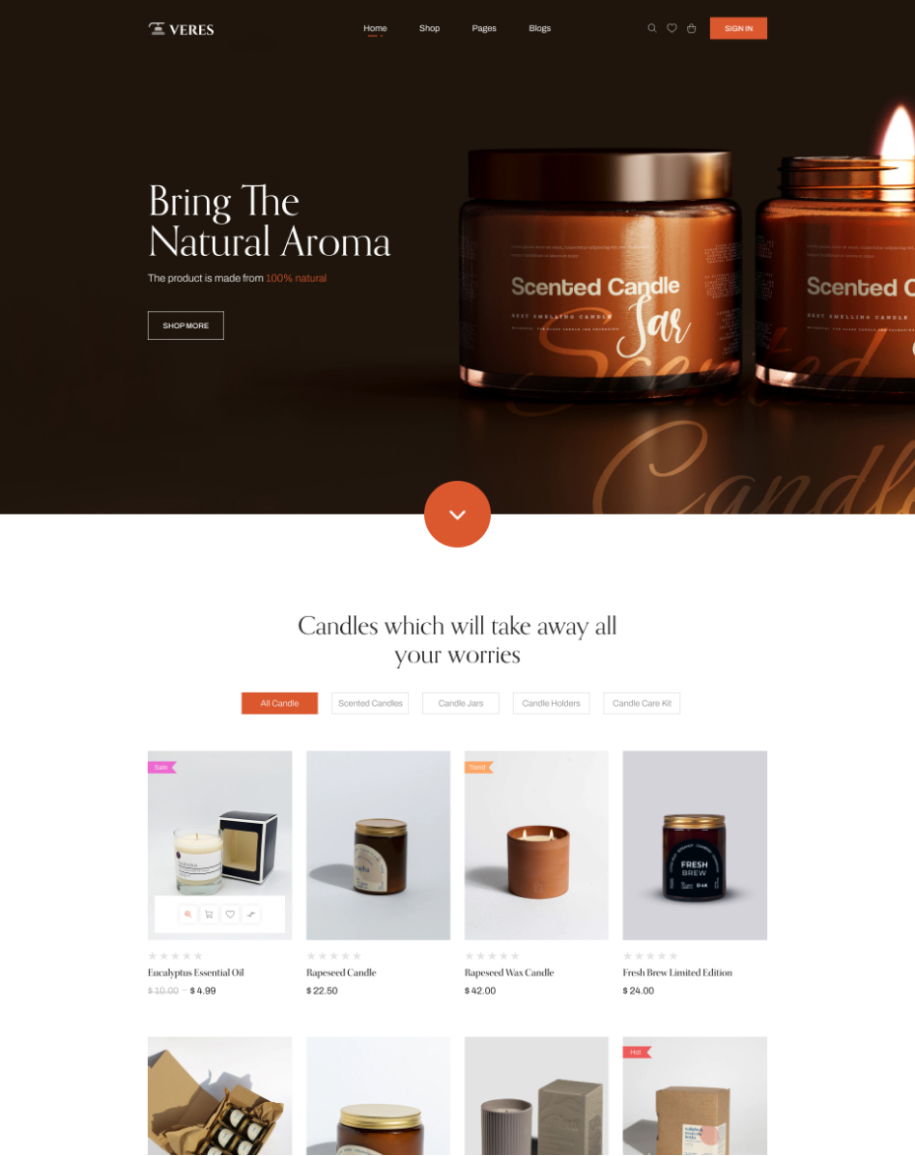 VERES
Home
Shop
Pages
Blogs
SIGN IN
Bring The
Natural Aroma
The product is made from 100% natural
SHOP MORE
Scented Candle
BEST SMELLING CANDLE
Jar
Scented C
BEST SMELLING CANDLE
Scented
Candle
Candles which will take away all
your worries
All Candle
Scented Candles
Candle Jars
Candle Holders
Candle Care Kit
Sale
Trend
FRESH
BREW
Eucalyptus Essential Oil
Rapeseed Candle
Rapeseed Wax Candle
Fresh Brew Limited Edition
$ 10.00 – $ 4.99
$ 22.50
$ 42.00
$ 24.00
Hot